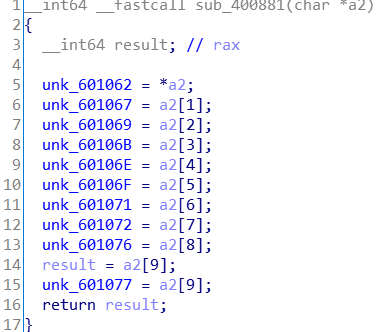 1 __int64 __fastcall sub_400881(char *a2)
2 {
3 __int64 result; // rax
4
5 unk_601062 = *a2;
6 unk_601067 = a2[1];
7 unk_601069 = a2[2];
8 unk_60106B = a2[3];
9 unk_60106E = a2[4];
10 unk_60106F = a2[5];
11 unk_601071 = a2[6];
12 unk_601072 = a2[7];
13 unk_601076 = a2[8];
14 result = a2[9];
15 unk_601077 = a2[9];
16 return result;
17 }